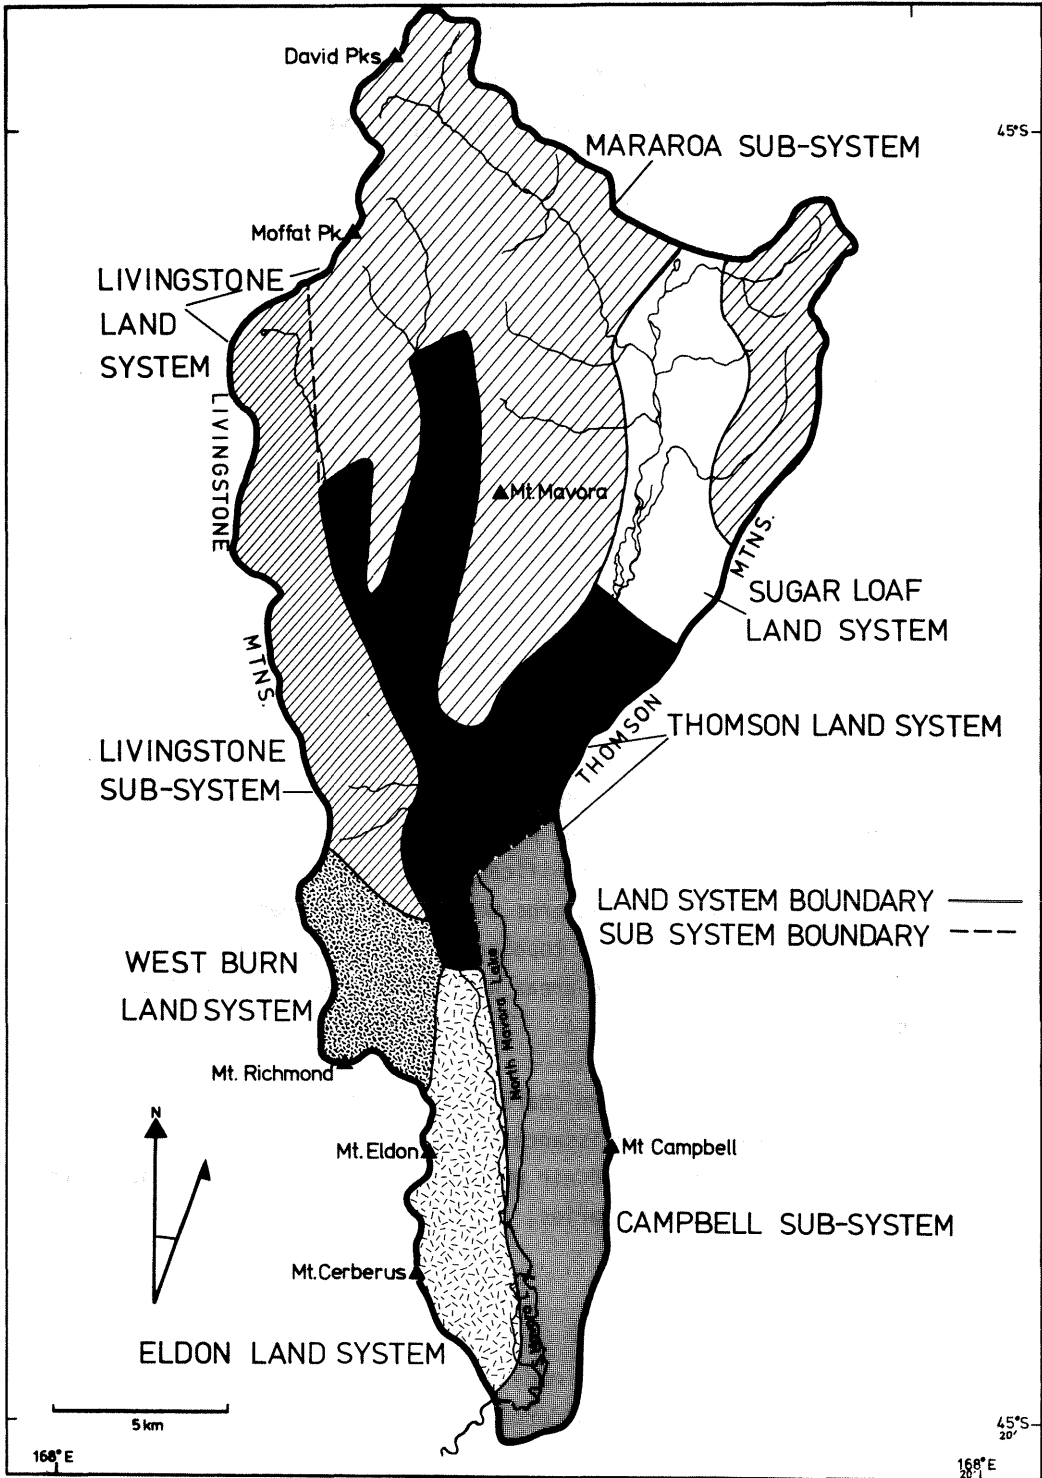 David Pks
45°S
MARAROA SUB-SYSTEM
Moffat Pk
LIVINGSTONE
LAND
SYSTEM
LIVINGSTONE
MTNS.
Mt. Mavora
MTNS.
THOMSON
SUGAR LOAF
LAND SYSTEM
THOMSON LAND SYSTEM
LIVINGSTONE
SUB-SYSTEM
LAND SYSTEM BOUNDARY
SUB SYSTEM BOUNDARY
WEST BURN
LAND SYSTEM
North Mavora Lake
Mt. Richmond
N
Mt. Eldon
Mt Campbell
CAMPBELL SUB-SYSTEM
Mt. Cerberus
ELDON LAND SYSTEM
5 km
45°S
20'
168°E
168°E
20'